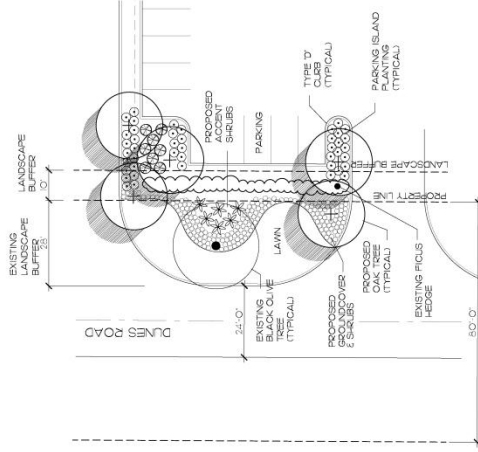 EXISTING
LANDSCAPE
BUFFER
28'
LANDSCAPE
BUFFER
10'
DUNES ROAD
24'-0"
EXISTING
BLACK OLIVE
TREE
(TYPICAL)
LAWN
PROPOSED
ACCENT
SHRUBS
PARKING
TYPE 'D'
CURB
(TYPICAL)
PARKING ISLAND
PLANTING
(TYPICAL)
LANDSCAPE BUFFER
PROPERTY LINE
PROPOSED
GROUNDCOVER
& SHRUBS
PROPOSED
OAK TREE
(TYPICAL)
EXISTING FICUS
HEDGE
80'-0"